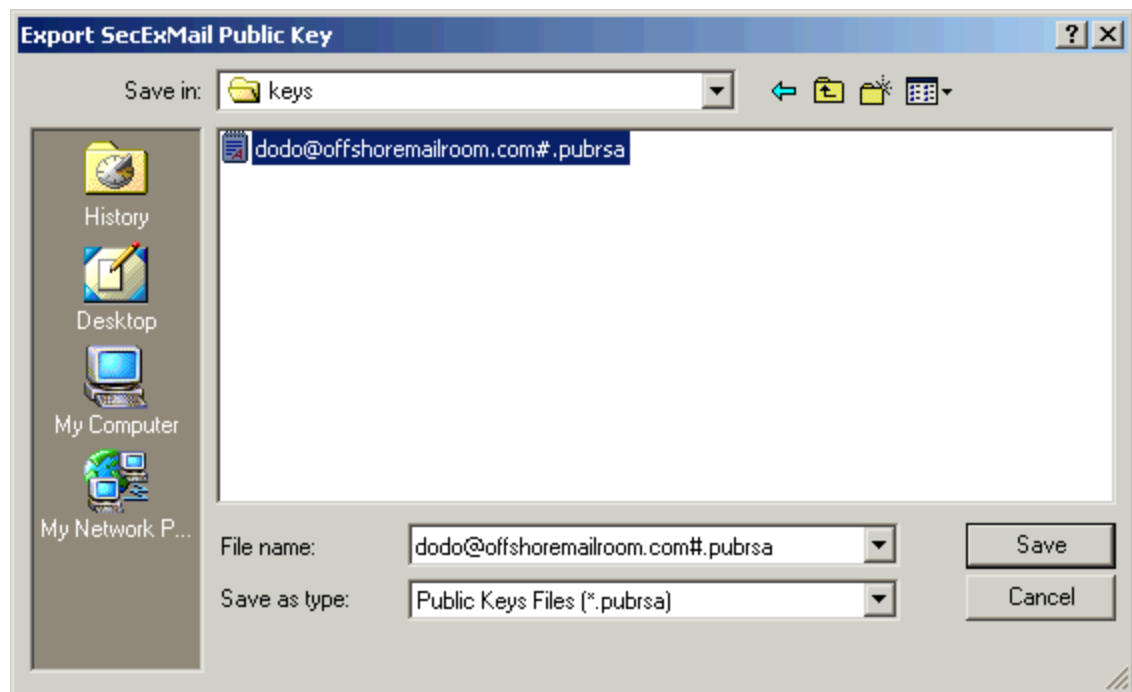 Export SecExMail Public Key
Save in: keys
dodo@offshoremailroom.com#.pubrsa
History
Desktop
My Computer
My Network P...
File name: dodo@offshoremailroom.com#.pubrsa Save
Save as type: Public Keys Files (*.pubrsa) Cancel